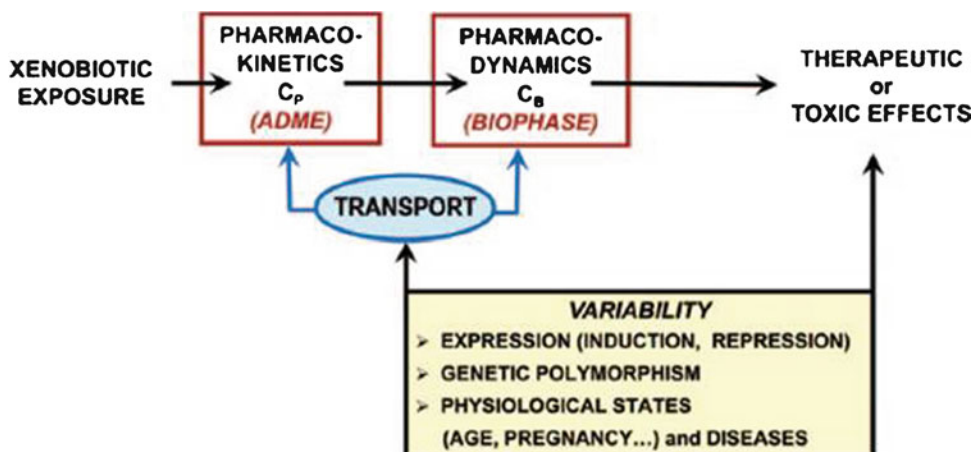 XENOBIOTIC
EXPOSURE
PHARMACO-
KINETICS
Cₚ
(ADME)
PHARMACO-
DYNAMICS
C_B
(BIOPHASE)
THERAPEUTIC
or
TOXIC EFFECTS
TRANSPORT
VARIABILITY
➢ EXPRESSION (INDUCTION, REPRESSION)
➢ GENETIC POLYMORPHISM
➢ PHYSIOLOGICAL STATES
(AGE, PREGNANCY...) and DISEASES